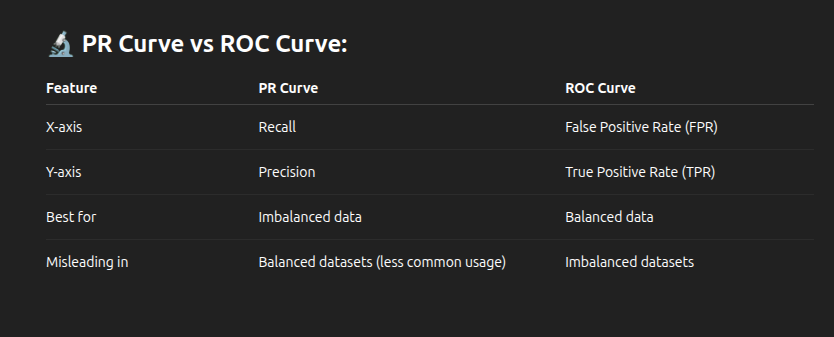 🔬 PR Curve vs ROC Curve:
Feature PR Curve ROC Curve
X-axis Recall False Positive Rate (FPR)
Y-axis Precision True Positive Rate (TPR)
Best for Imbalanced data Balanced data
Misleading in Balanced datasets (less common usage) Imbalanced datasets